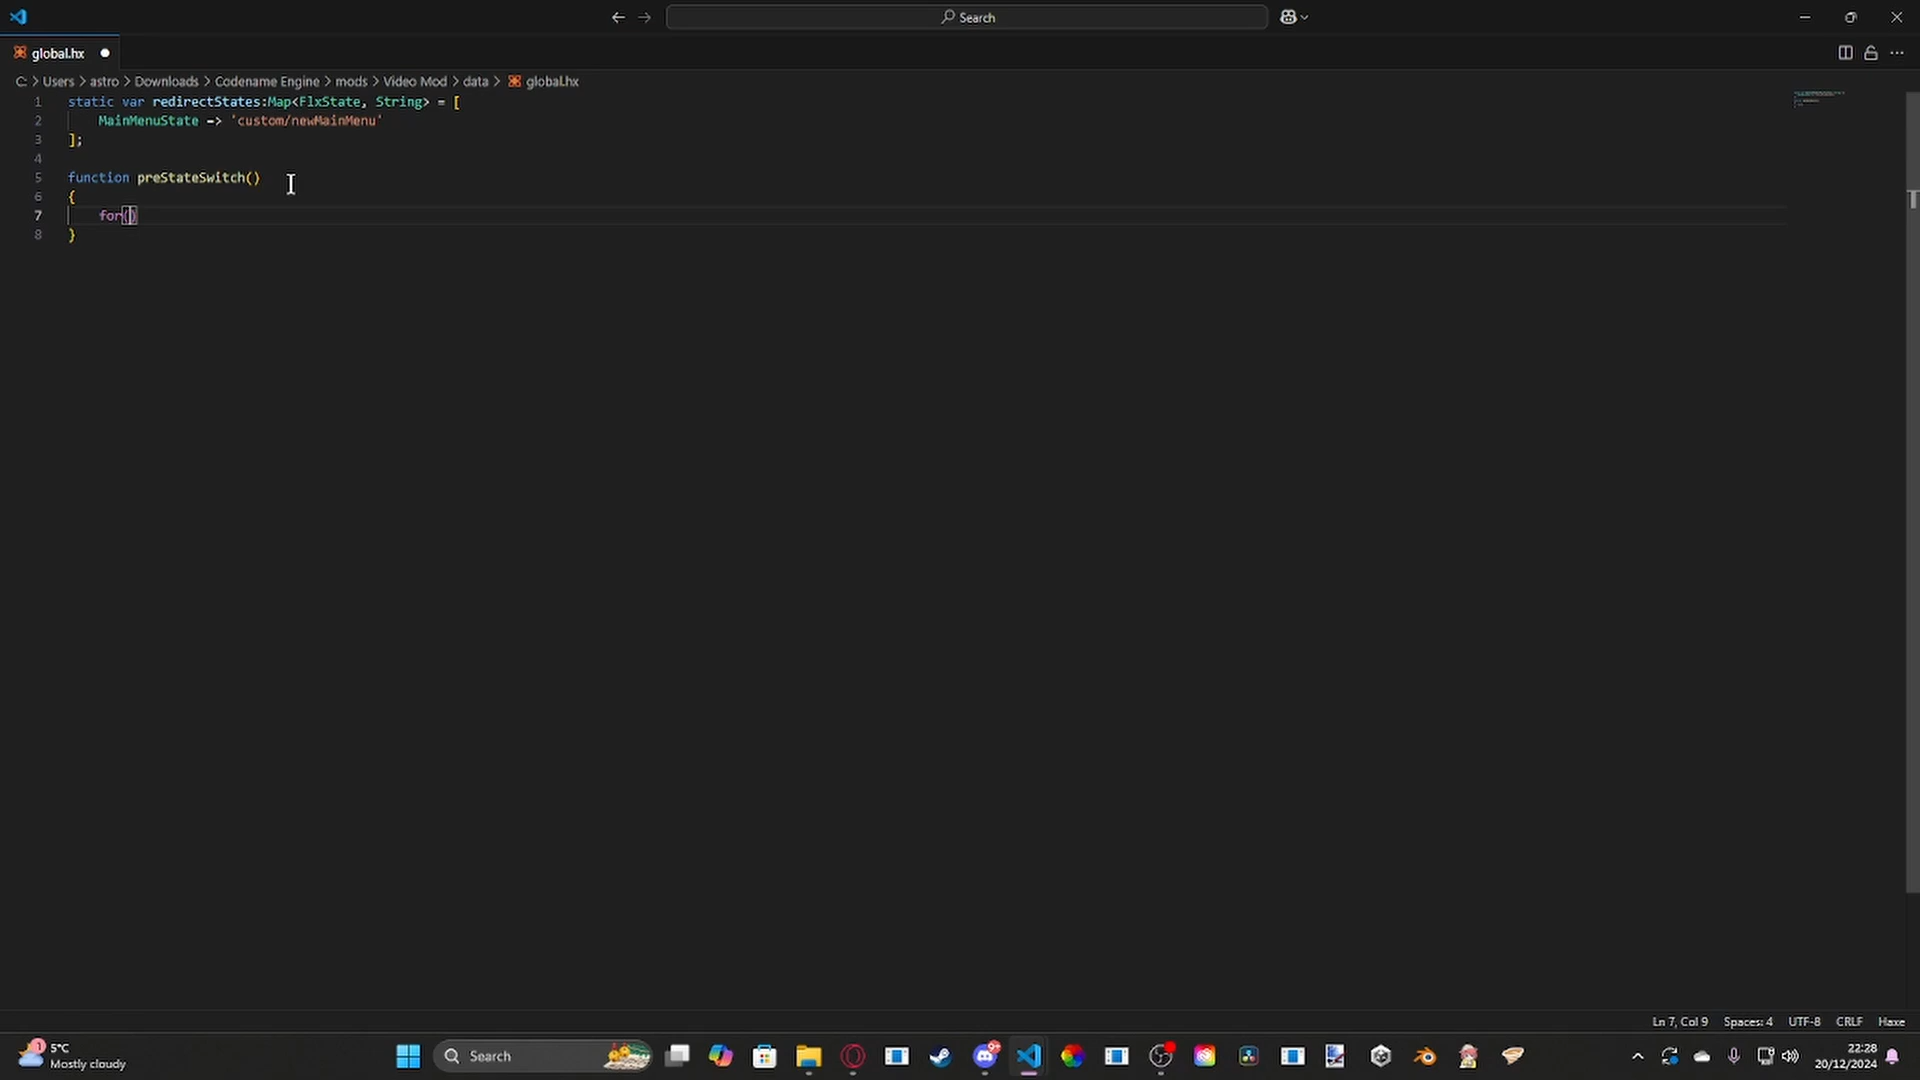 Search
global.hx
C: > Users > astro > Downloads > Codename Engine > mods > Video Mod > data > global.hx
1 static var redirectStates:Map<FlxState, String> = [
2 MainMenuState -> 'custom/newMainMenu'
3 ];
4
5 function preStateSwitch()
6 {
7 for()
8 }
Ln 7, Col 9 Spaces: 4 UTF-8 CRLF Haxe
1
5°C
Mostly cloudy
Search
9+
22:28
20/12/2024